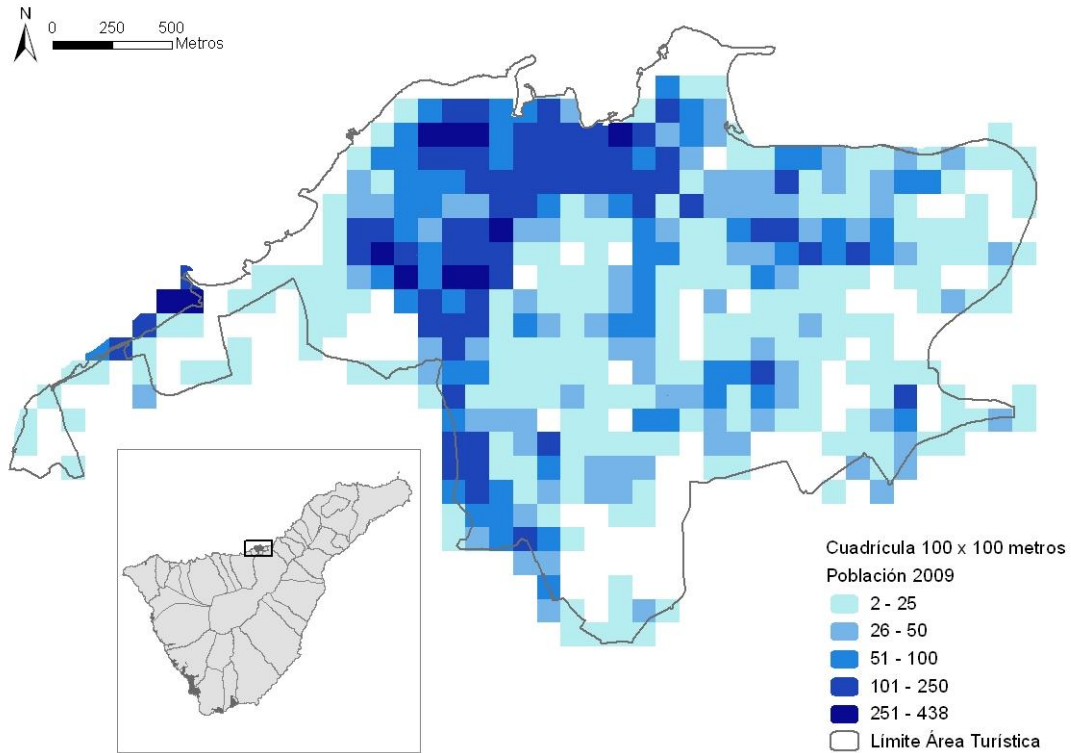 N
0 250 500
Metros
Cuadrícula 100 x 100 metros
Población 2009
2 - 25
26 - 50
51 - 100
101 - 250
251 - 438
Límite Área Turística